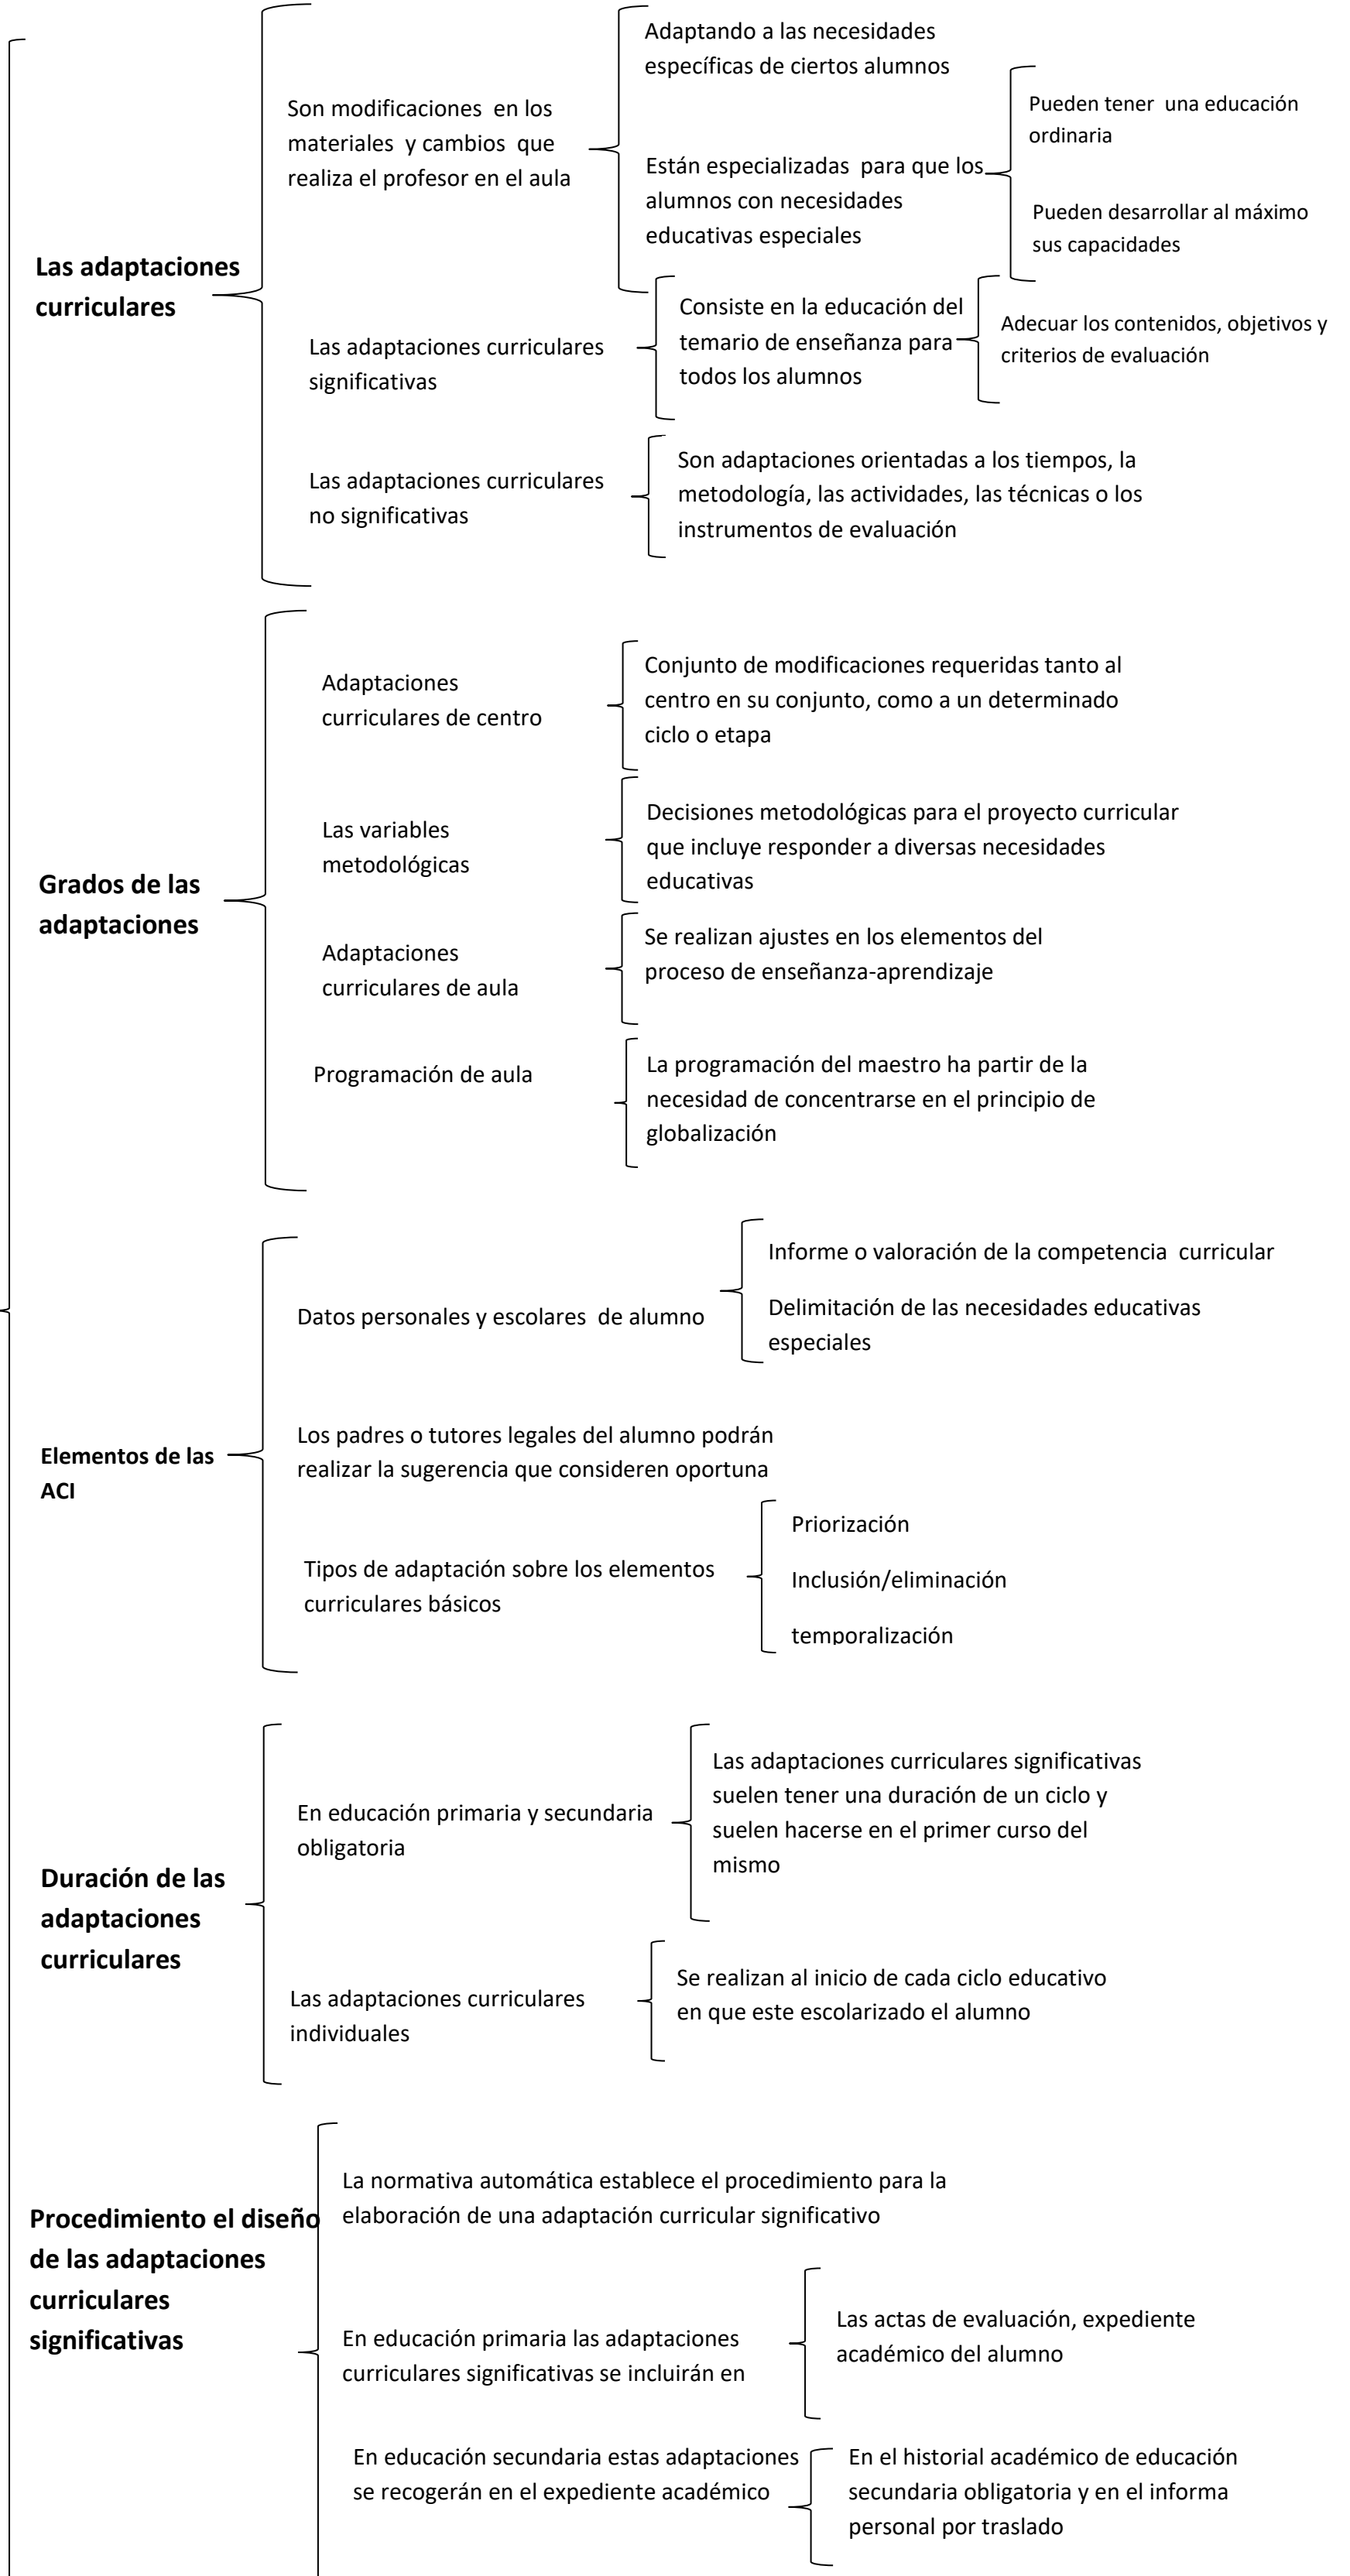 Las adaptaciones
curriculares
Son modificaciones en los
materiales y cambios que
realiza el profesor en el aula
Adaptando a las necesidades
específicas de ciertos alumnos
Están especializadas para que los
alumnos con necesidades
educativas especiales
Pueden tener una educación
ordinaria
Pueden desarrollar al máximo
sus capacidades
Las adaptaciones curriculares
significativas
Consiste en la educación del
temario de enseñanza para
todos los alumnos
Adecuar los contenidos, objetivos y
criterios de evaluación
Las adaptaciones curriculares
no significativas
Son adaptaciones orientadas a los tiempos, la
metodología, las actividades, las técnicas o los
instrumentos de evaluación
Grados de las
adaptaciones
Adaptaciones
curriculares de centro
Conjunto de modificaciones requeridas tanto al
centro en su conjunto, como a un determinado
ciclo o etapa
Las variables
metodológicas
Decisiones metodológicas para el proyecto curricular
que incluye responder a diversas necesidades
educativas
Adaptaciones
curriculares de aula
Se realizan ajustes en los elementos del
proceso de enseñanza-aprendizaje
Programación de aula
La programación del maestro ha partir de la
necesidad de concentrarse en el principio de
globalización
Elementos de las
ACI
Datos personales y escolares de alumno
Informe o valoración de la competencia curricular
Delimitación de las necesidades educativas
especiales
Los padres o tutores legales del alumno podrán
realizar la sugerencia que consideren oportuna
Tipos de adaptación sobre los elementos
curriculares básicos
Priorización
Inclusión/eliminación
temporalización
Duración de las
adaptaciones
curriculares
En educación primaria y secundaria
obligatoria
Las adaptaciones curriculares significativas
suelen tener una duración de un ciclo y
suelen hacerse en el primer curso del
mismo
Las adaptaciones curriculares
individuales
Se realizan al inicio de cada ciclo educativo
en que este escolarizado el alumno
Procedimiento el diseño
de las adaptaciones
curriculares
significativas
La normativa automática establece el procedimiento para la
elaboración de una adaptación curricular significativo
En educación primaria las adaptaciones
curriculares significativas se incluirán en
Las actas de evaluación, expediente
académico del alumno
En educación secundaria estas adaptaciones
se recogerán en el expediente académico
En el historial académico de educación
secundaria obligatoria y en el informa
personal por traslado